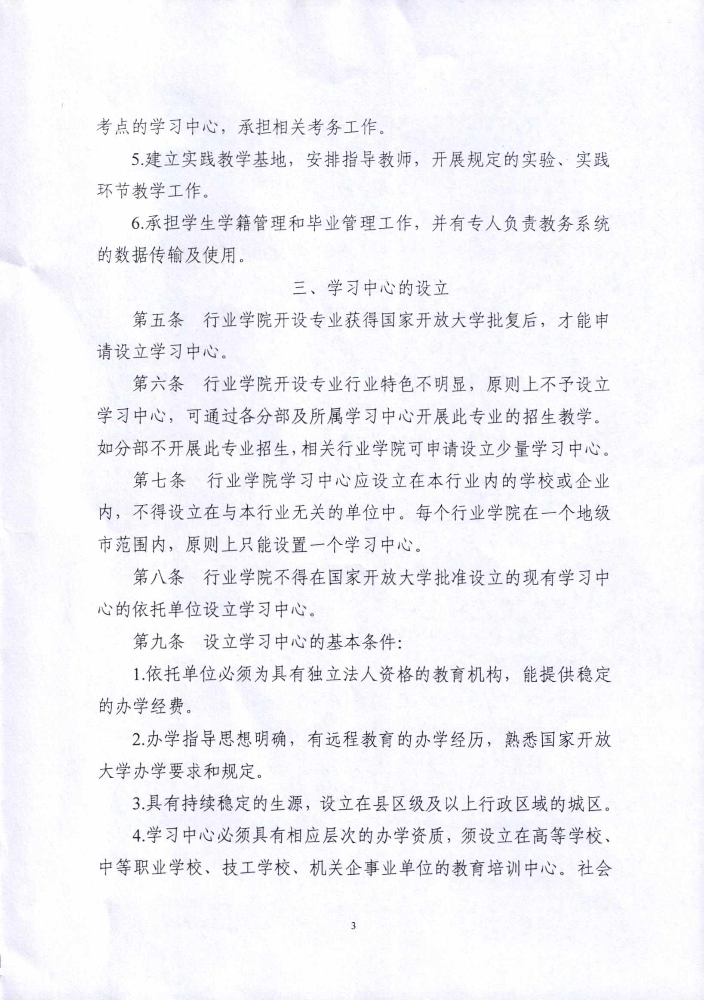 考点的学习中心，承担相关考务工作。
5.建立实践教学基地，安排指导教师，开展规定的实验、实践
环节教学工作。
6.承担学生学籍管理和毕业管理工作，并有专人负责教务系统
的数据传输及使用。
三、学习中心的设立
第五条　行业学院开设专业获得国家开放大学批复后，才能申
请设立学习中心。
第六条　行业学院开设专业行业特色不明显，原则上不予设立
学习中心，可通过各分部及所属学习中心开展此专业的招生教学。
如分部不开展此专业招生，相关行业学院可申请设立少量学习中心。
第七条　行业学院学习中心应设立在本行业内的学校或企业
内，不得设立在与本行业无关的单位中。每个行业学院在一个地级
市范围内，原则上只能设置一个学习中心。
第八条　行业学院不得在国家开放大学批准设立的现有学习中
心的依托单位设立学习中心。
第九条　设立学习中心的基本条件：
1.依托单位必须为具有独立法人资格的教育机构，能提供稳定
的办学经费。
2.办学指导思想明确，有远程教育的办学经历，熟悉国家开放
大学办学要求和规定。
3.具有持续稳定的生源，设立在县区级及以上行政区域的城区。
4.学习中心必须具有相应层次的办学资质，须设立在高等学校、
中等职业学校、技工学校、机关企事业单位的教育培训中心。社会
3